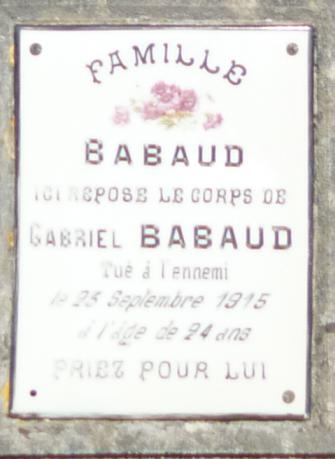 FAMILLE
BABAUD
ICI REPOSE LE CORPS DE
GABRIEL BABAUD
Tué à l'ennemi
le 25 Septembre 1915
à l'âge de 24 ans
PRIEZ POUR LUI